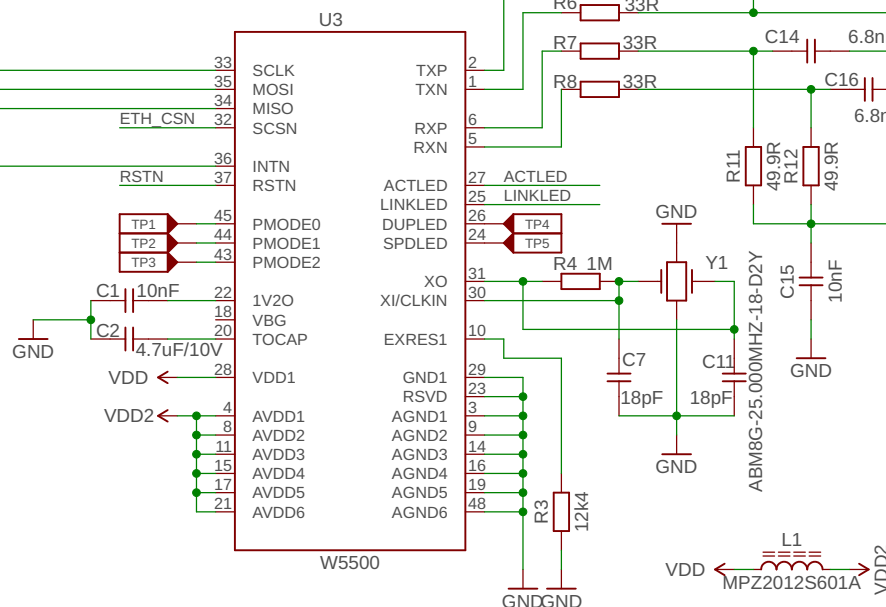 U3
R6 33R
R7 33R
R8 33R
C14 6.8n
C16
6.8n
R11
49.9R
R12
49.9R
33 SCLK TXP 2
35 MOSI TXN 1
34 MISO
ETH_CSN 32 SCSN RXP 6
RXN 5
36 INTN
RSTN 37 RSTN ACTLED 27 ACTLED
LINKLED 25 LINKLED
TP1 45 PMODE0 DUPLED 26 TP4
TP2 44 PMODE1 SPDLED 24 TP5
TP3 43 PMODE2
GND
XO 31 R4 1M Y1
C1 10nF 22 1V2O XI/CLKIN 30
18 VBG
C2 4.7uF/10V 20 TOCAP EXRES1 10
GND
C15
10nF
GND
ABM8G-25.000MHZ-18-D2Y
C7 C11
18pF 18pF
GND
VDD 28 VDD1 GND1 29
RSVD 23
VDD2 4 AVDD1 AGND1 3
8 AVDD2 AGND2 9
11 AVDD3 AGND3 14
15 AVDD4 AGND4 16
17 AVDD5 AGND5 19
21 AVDD6 AGND6 48
R3
12k4
W5500
GND GND
L1
VDD VDD2
MPZ2012S601A